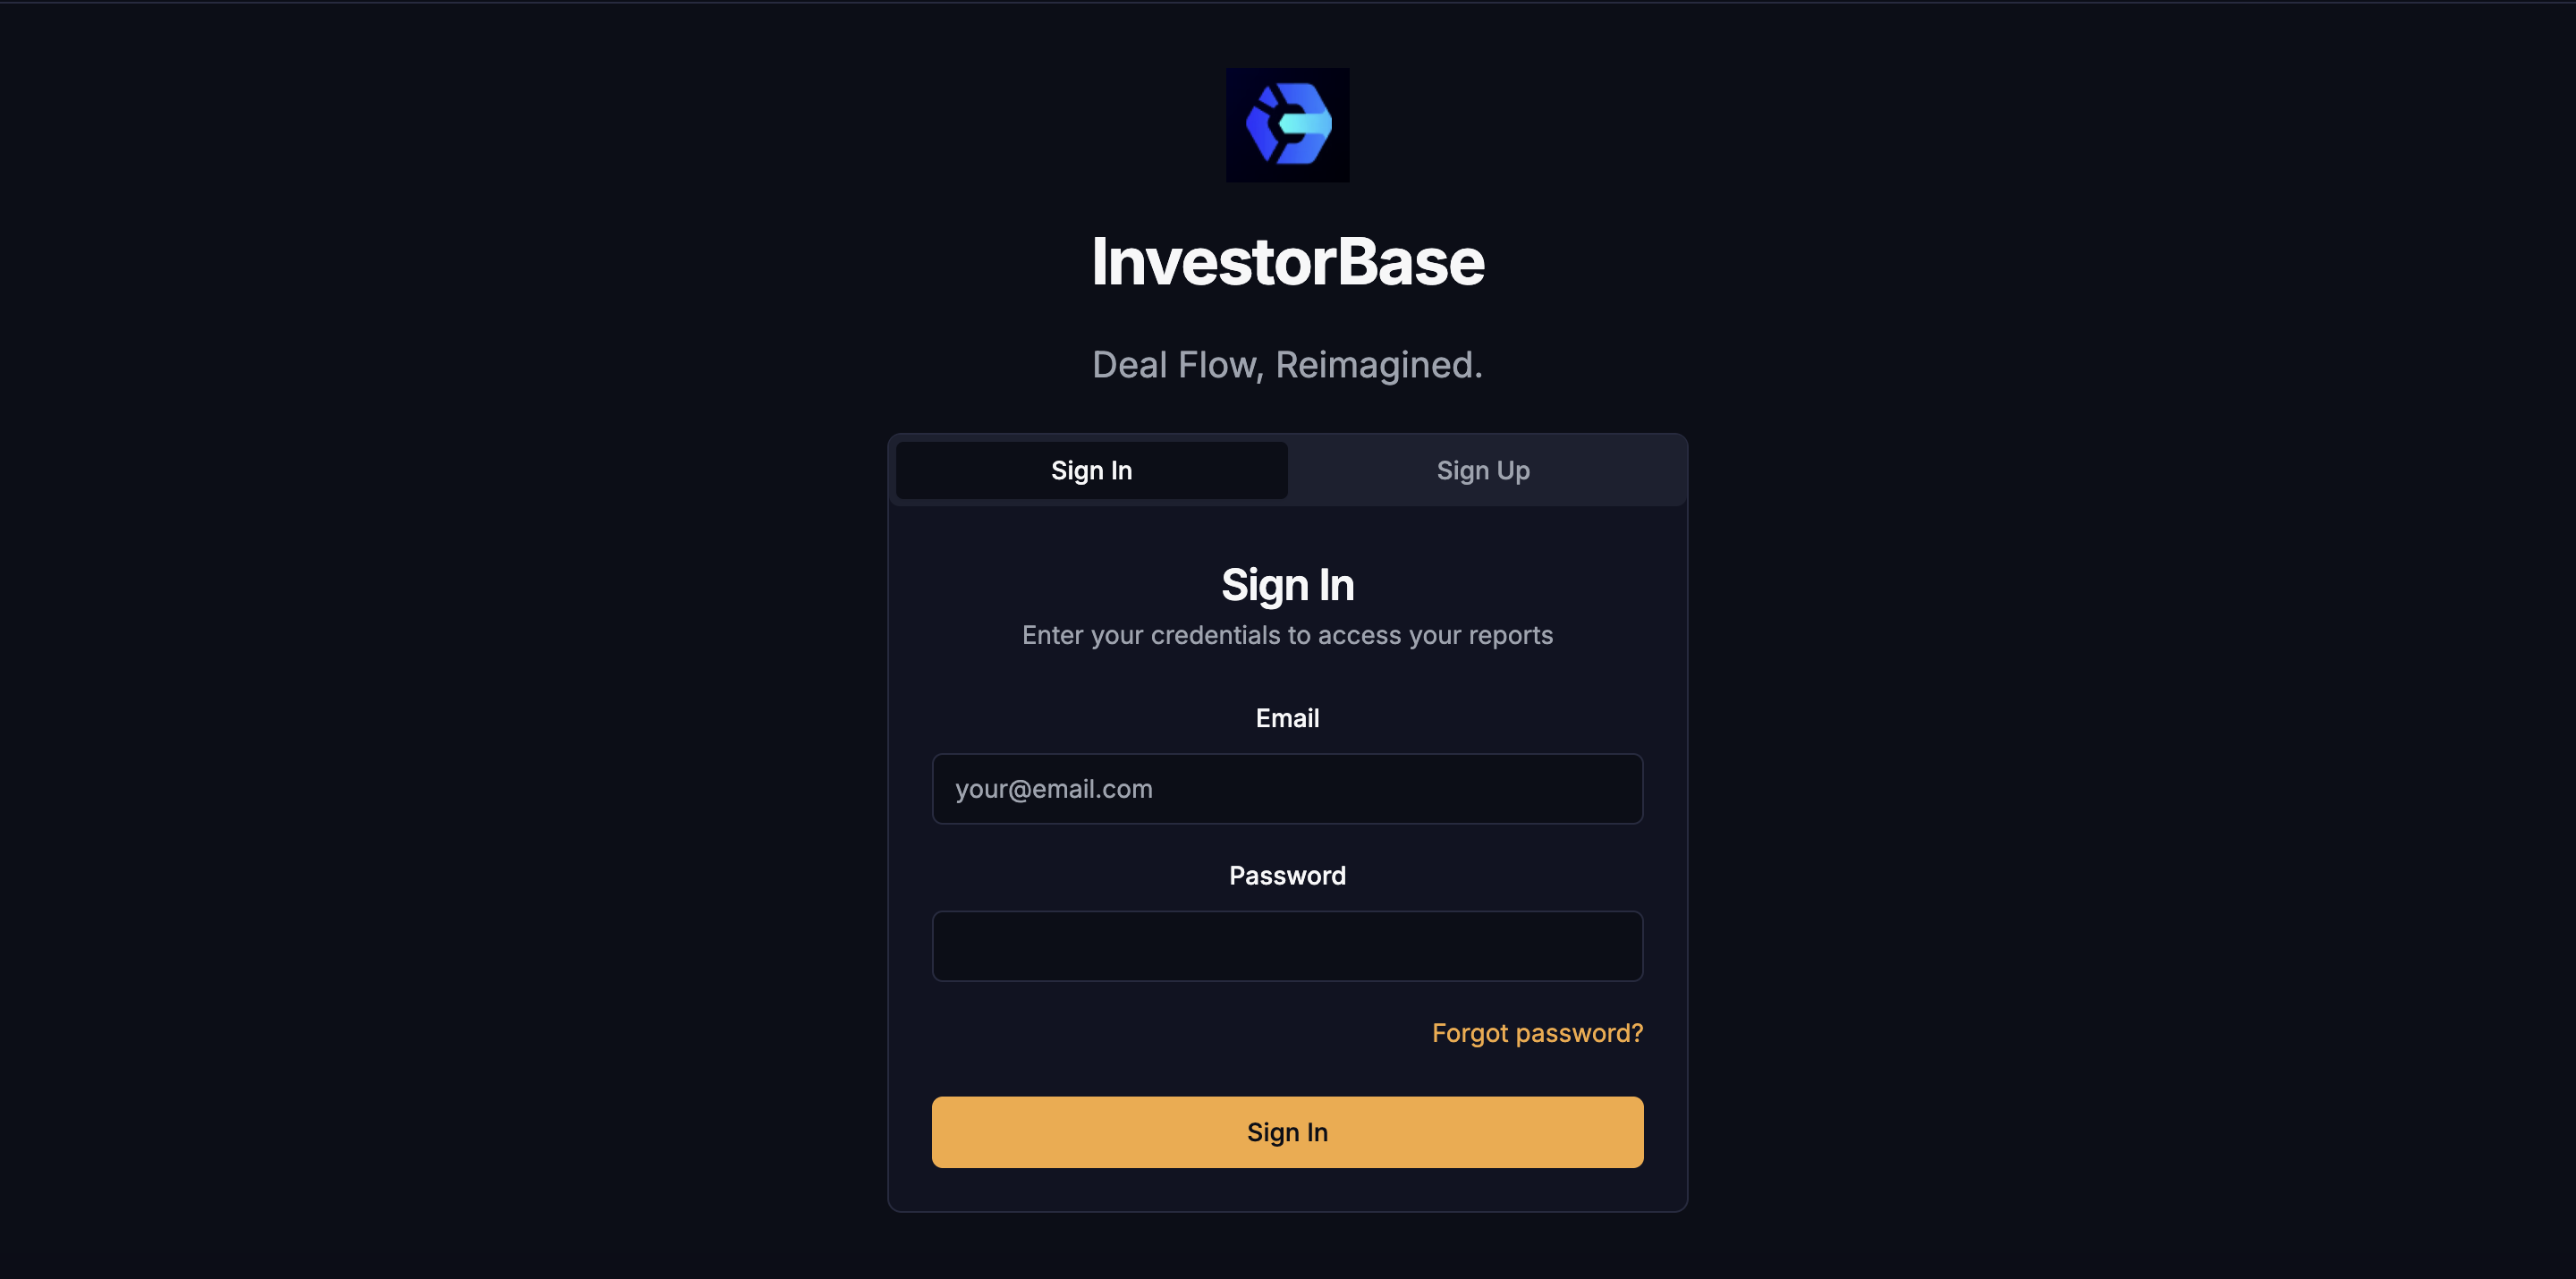 InvestorBase
Deal Flow, Reimagined.
Sign In
Sign Up
Sign In
Enter your credentials to access your reports
Email
your@email.com
Password
Forgot password?
Sign In